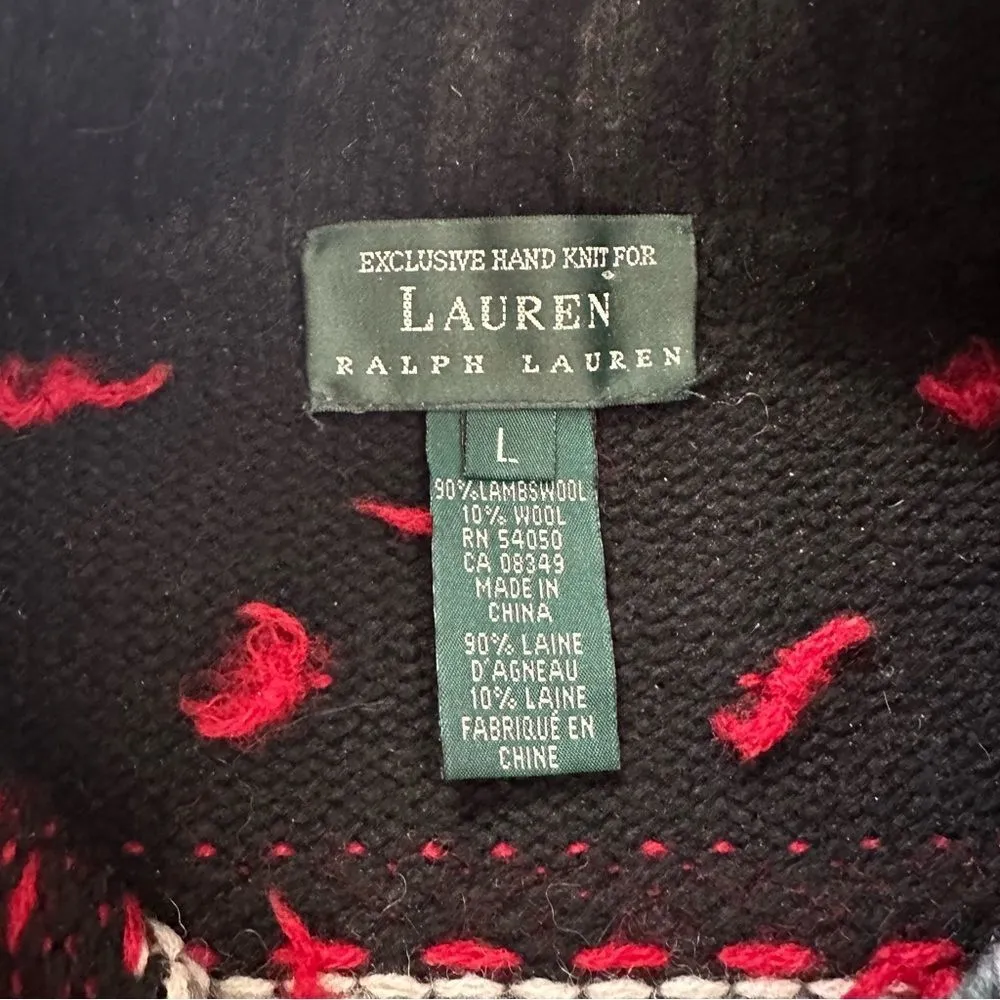 EXCLUSIVE HAND KNIT FOR
LAUREN
RALPH LAUREN
L
90% LAMBSWOOL
10% WOOL
RN 54050
CA 08349
MADE IN
CHINA
90% LAINE
D'AGNEAU
10% LAINE
FABRIQUÉ EN
CHINE